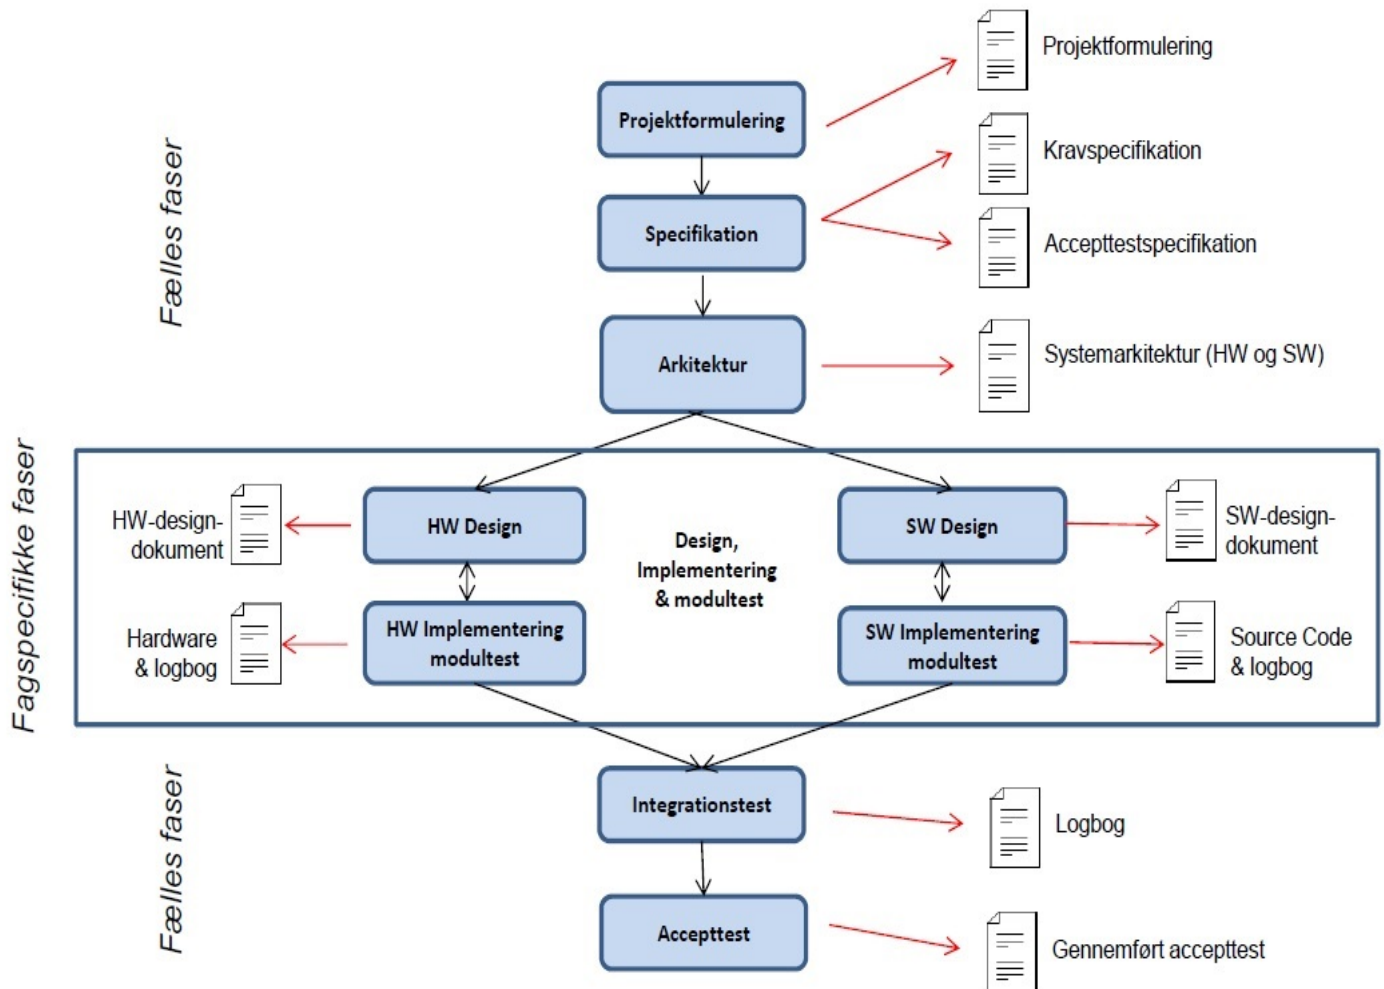 Projektformulering
Projektformulering
Kravspecifikation
Fælles faser
Specifikation
Accepttestspecifikation
Arkitektur
Systemarkitektur (HW og SW)
Fagspecifikke faser
HW-design-
dokument
HW Design
Design,
Implementering
& modultest
SW Design
SW-design-
dokument
Hardware
& logbog
HW Implementering
modultest
SW Implementering
modultest
Source Code
& logbog
Fælles faser
Integrationstest
Logbog
Accepttest
Gennemført accepttest